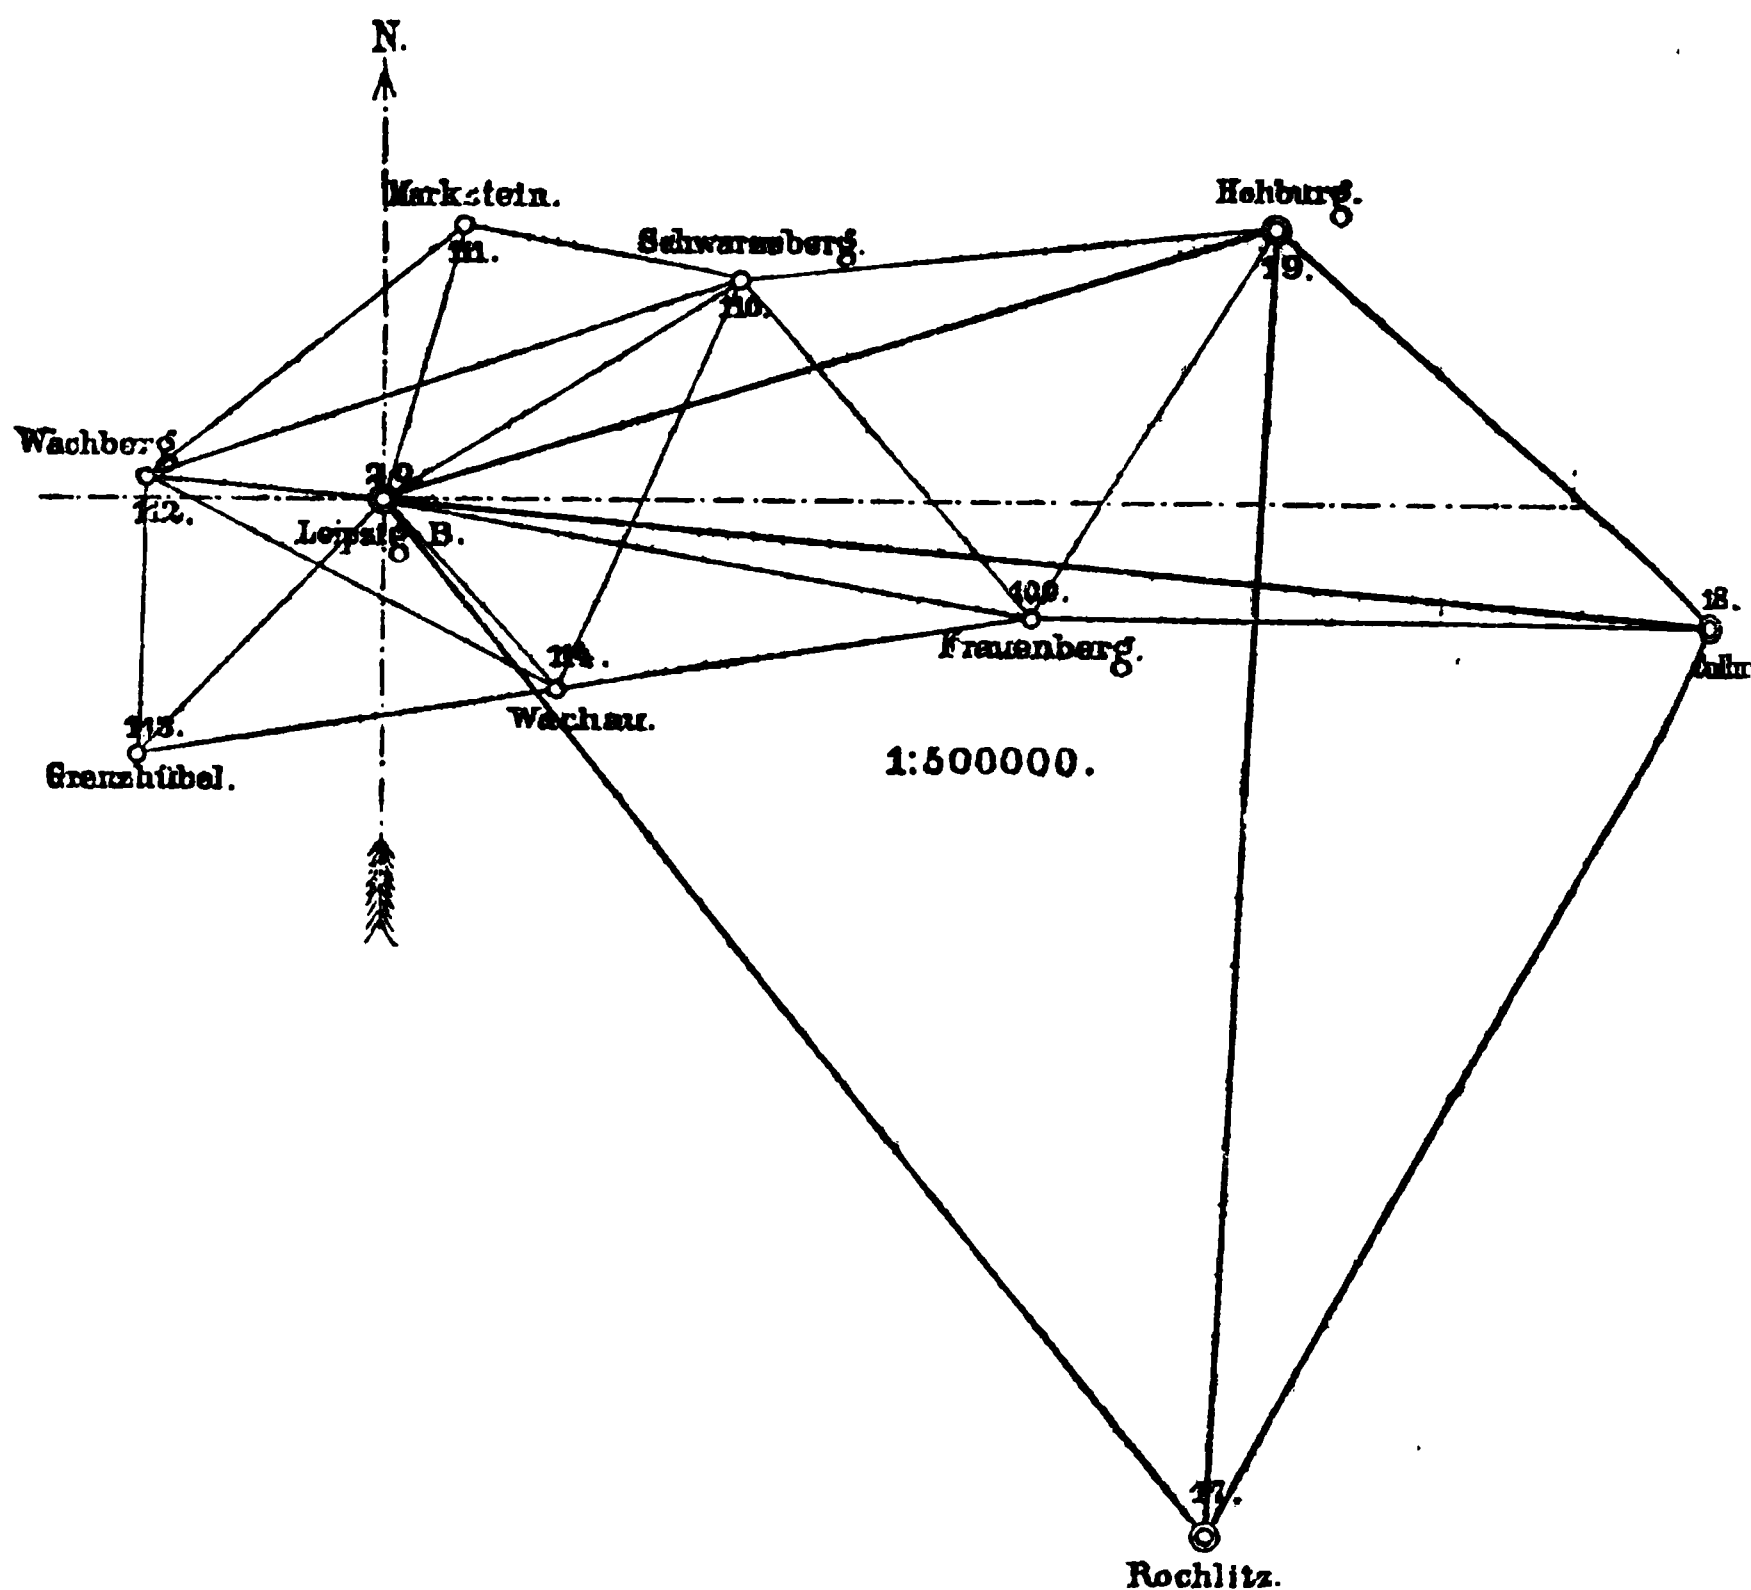 N.
Markstein.
111.
Schwarzeberg.
110.
Hohburg.
19.
Wachberg
112.
Leipzig B.
109.
Frauenberg.
18.
114.
Wachau.
113.
Grenzhübel.
1:500000.
17.
Rochlitz.